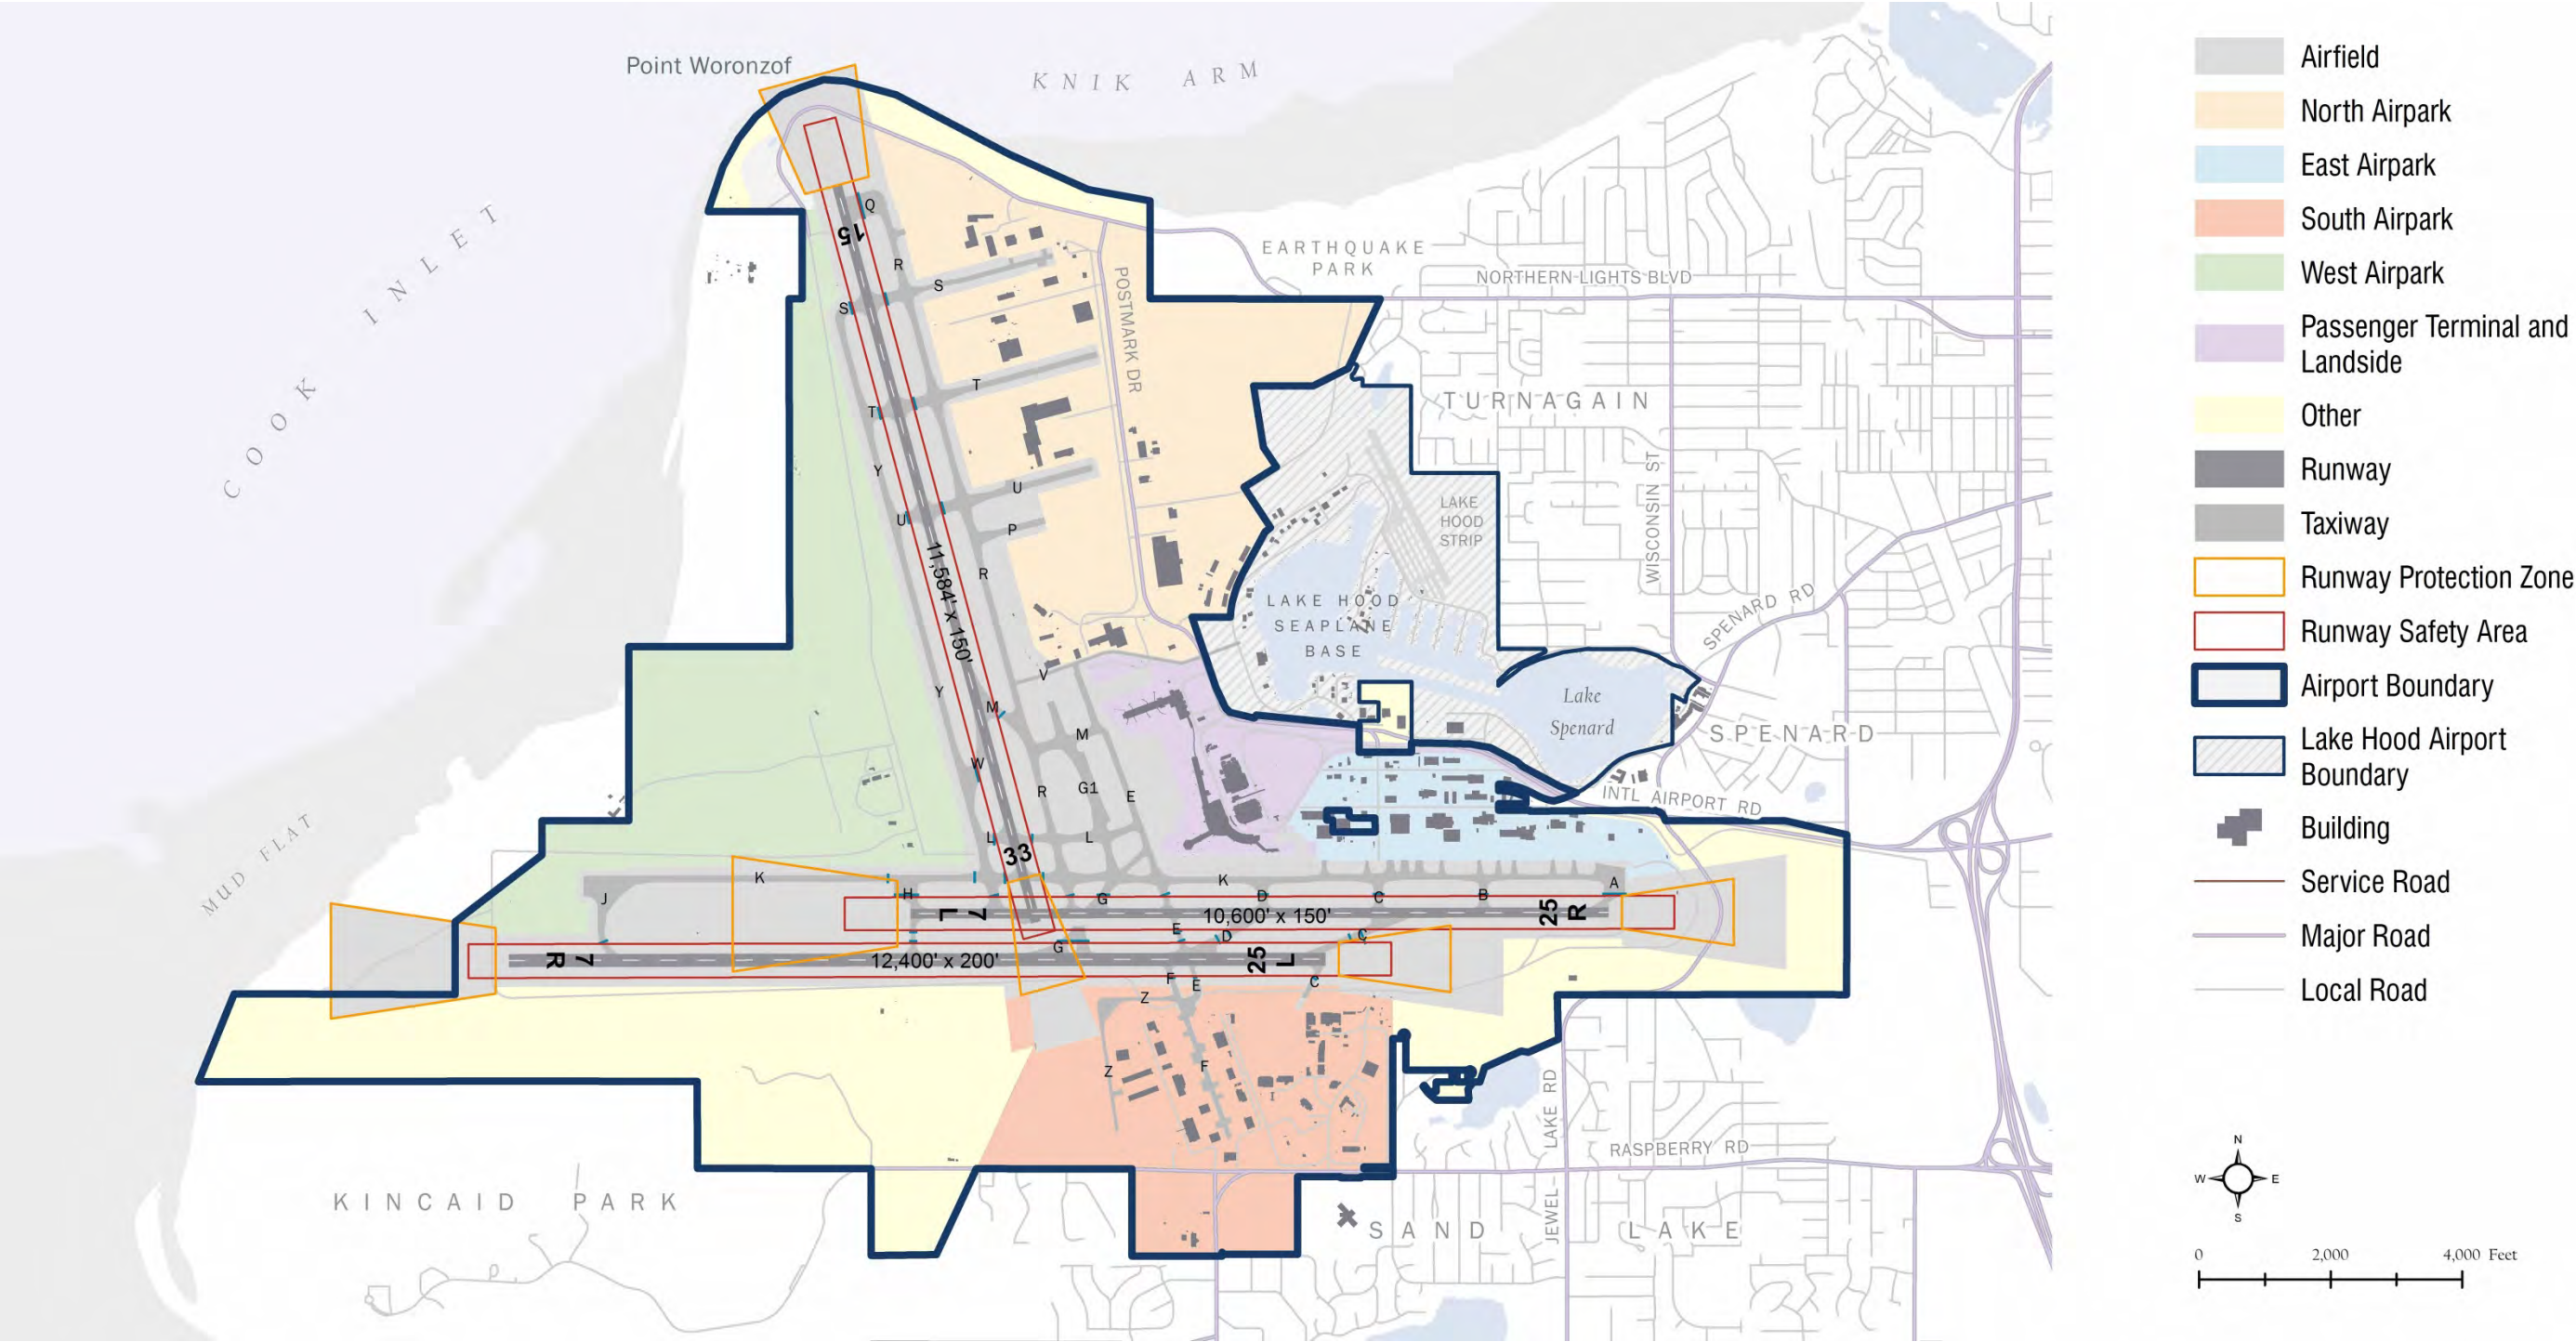 Point Woronzof
KNIK ARM
COOK INLET
MUD FLAT
EARTHQUAKE
PARK
NORTHERN LIGHTS BLVD
POSTMARK DR
TURNAGAIN
WISCONSIN ST
LAKE
HOOD
STRIP
LAKE HOOD
SEAPLANE
BASE
SPENARD RD
Lake
Spenard
SPENARD
INTL AIRPORT RD
Q
15
R
S
S
T
T
Y
U
U
P
R
11,584' x 150'
V
Y
M
M
W
R
G1
E
L
L
33
K
K
J
H
G
D
C
B
A
7
L
10,600' x 150'
25
R
E
D
C
G
7
R
12,400' x 200'
25
L
F
E
C
Z
Z
F
JEWEL LAKE RD
RASPBERRY RD
KINCAID PARK
SAND LAKE
Airfield
North Airpark
East Airpark
South Airpark
West Airpark
Passenger Terminal and
Landside
Other
Runway
Taxiway
Runway Protection Zone
Runway Safety Area
Airport Boundary
Lake Hood Airport
Boundary
Building
Service Road
Major Road
Local Road
N
W E
S
0 2,000 4,000 Feet